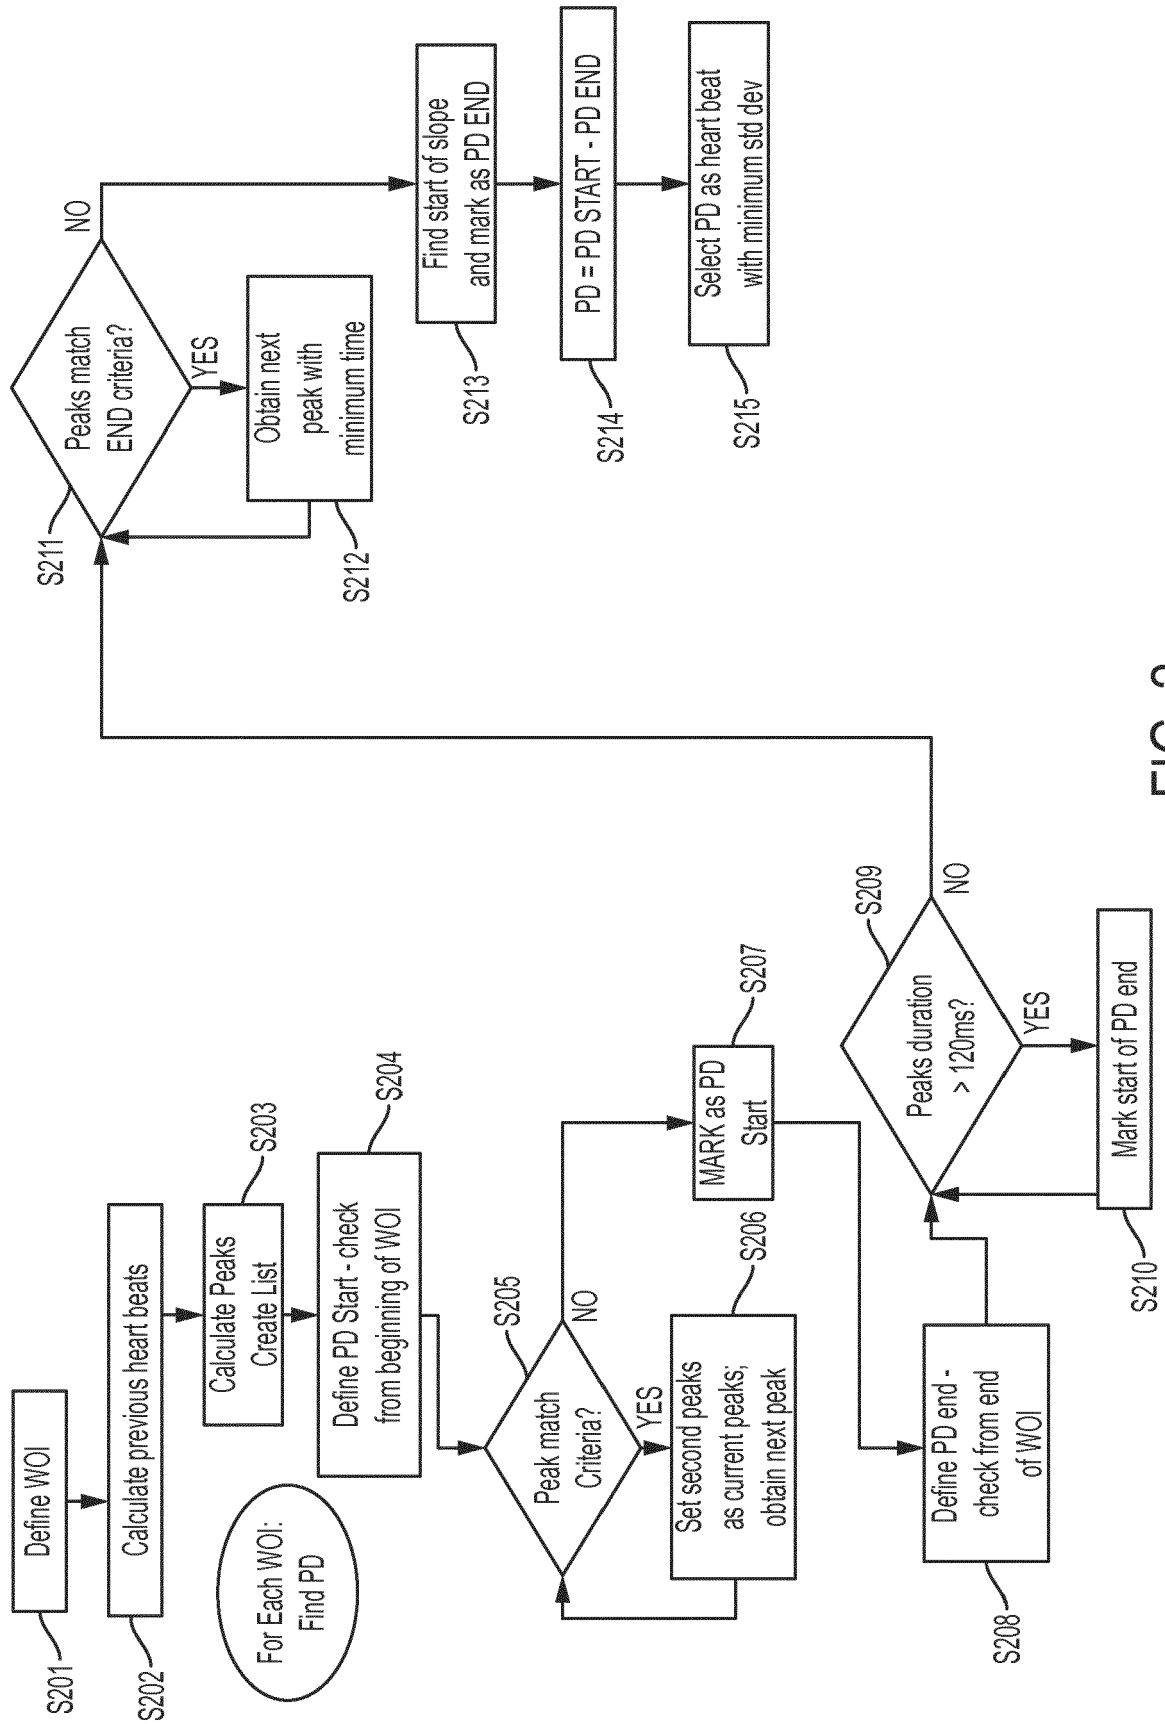 S201
Define WOI
S202
Calculate previous heart beats
For Each WOI:
Find PD
S203
Calculate Peaks
Create List
S204
Define PD Start - check
from beginning of WOI
S205
Peak match
Criteria?
YES
NO
S206
Set second peaks
as current peaks;
obtain next peak
S207
MARK as PD
Start
S208
Define PD end -
check from end
of WOI
S209
Peaks duration
> 120ms?
YES
NO
S210
Mark start of PD end
S211
Peaks match
END criteria?
YES
NO
S212
Obtain next
peak with
minimum time
S213
Find start of slope
and mark as PD END
S214
PD = PD START - PD END
S215
Select PD as heart beat
with minimum std dev